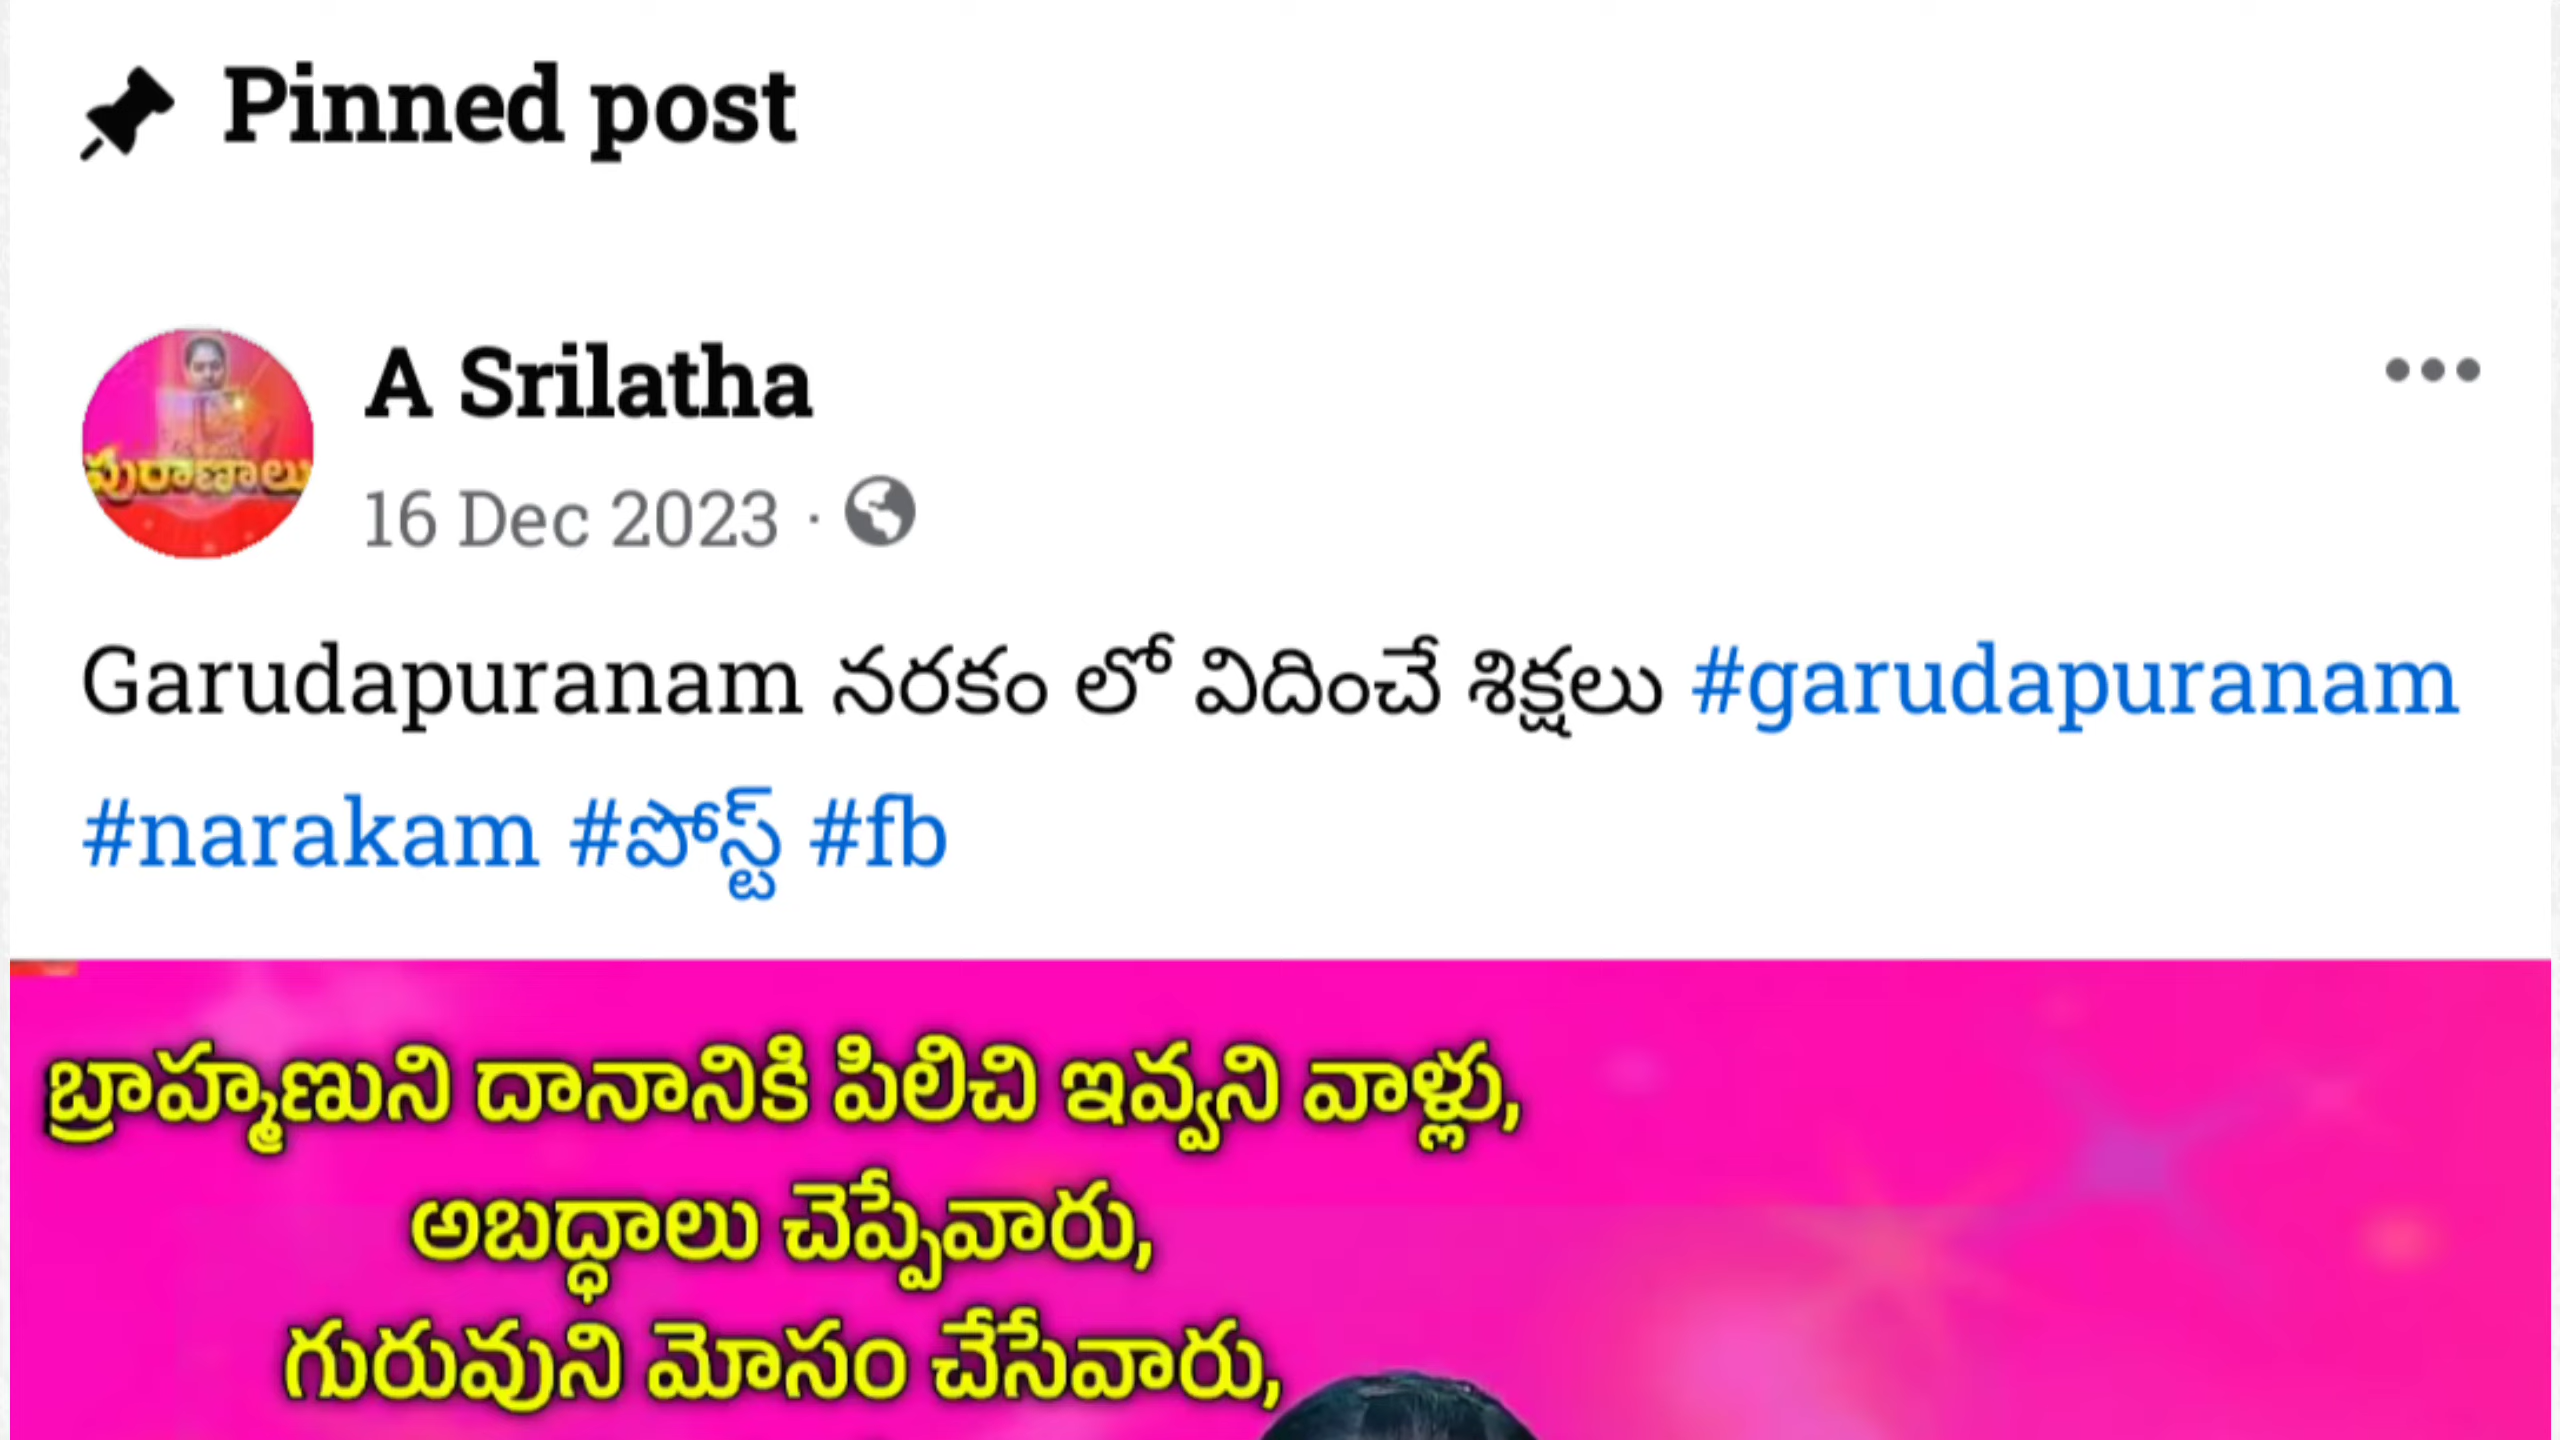 Pinned post
A Srilatha
16 Dec 2023 ·
పురాణాలు
Garudapuranam నరకం లో విదించే శిక్షలు #garudapuranam
#narakam #పోస్ట్ #fb
బ్రాహ్మణుని దానానికి పిలిచి ఇవ్వని వాళ్లు,
అబద్ధాలు చెప్పేవారు,
గురువుని మోసం చేసేవారు,